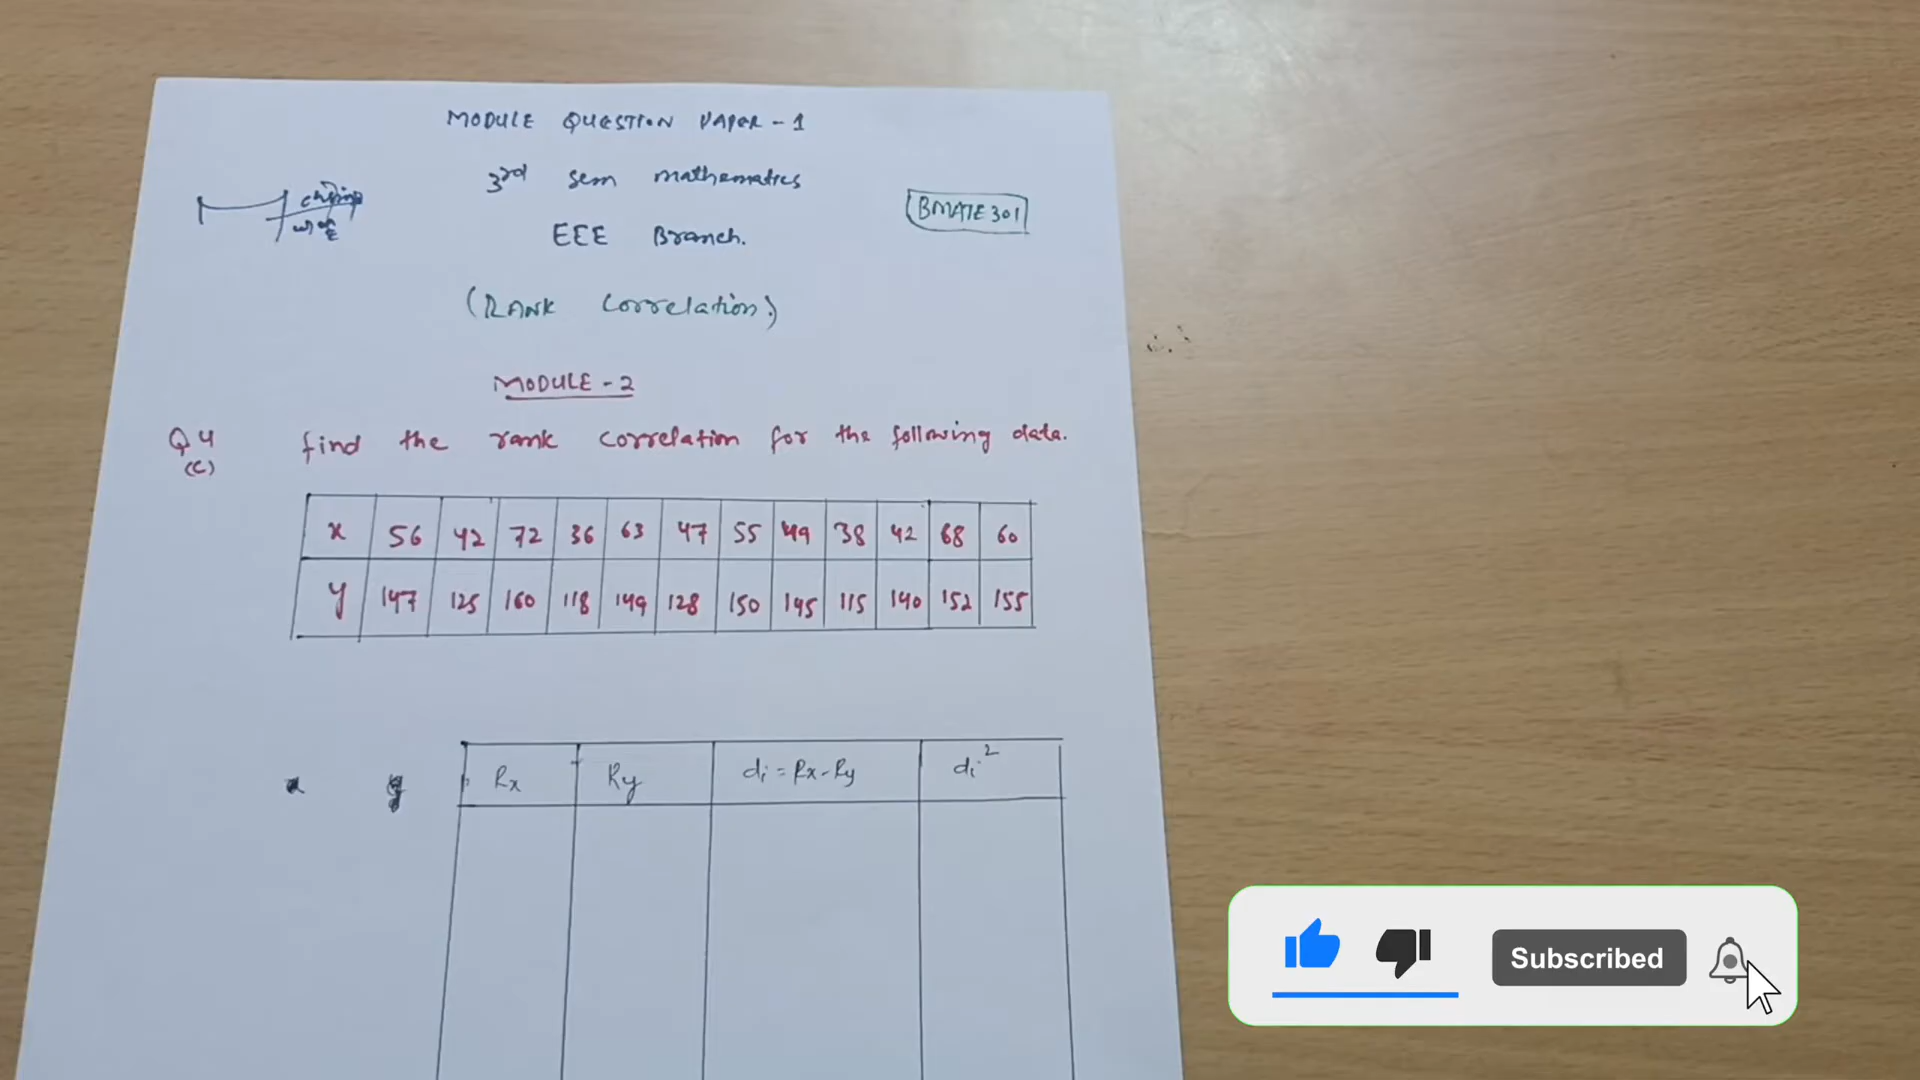 MODULE QUESTION PAPER - 1
3rd sem mathematics
EEE Branch.
BMATE301
(RANK Correlation)
MODULE - 2
Q4 find the rank correlation for the following data.
(c)
x 56 42 72 36 63 47 55 49 38 42 68 60
y 147 125 160 118 149 128 150 145 115 140 152 155
Rx Ry di = Rx - Ry di²
Subscribed